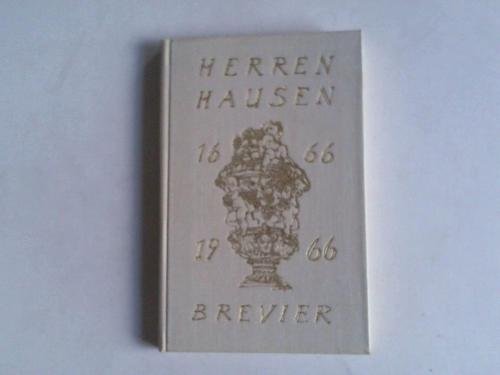 HERREN
HAUSEN
16 66
19 66
BREVIER